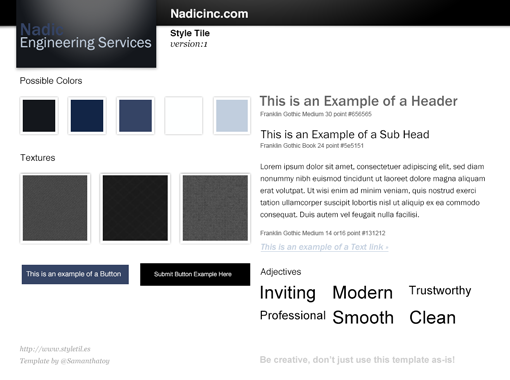 Nadic
Engineering Services
Nadicinc.com
Style Tile
version:1
Possible Colors
Textures
This is an example of a Button
Submit Button Example Here
This is an Example of a Header
Franklin Gothic Medium 30 point #656565
This is an Example of a Sub Head
Franklin Gothic Book 24 point #5e5151
Lorem ipsum dolor sit amet, consectetuer adipiscing elit, sed diam
nonummy nibh euismod tincidunt ut laoreet dolore magna aliquam
erat volutpat. Ut wisi enim ad minim veniam, quis nostrud exerci
tation ullamcorper suscipit lobortis nisl ut aliquip ex ea commodo
consequat. Duis autem vel feugait nulla facilisi.
Franklin Gothic Medium 14 or16 point #131212
This is an example of a Text link »
Adjectives
Inviting Modern Trustworthy
Professional Smooth Clean
http://www.styletil.es
Template by @Samanthatoy
Be creative, don't just use this template as-is!